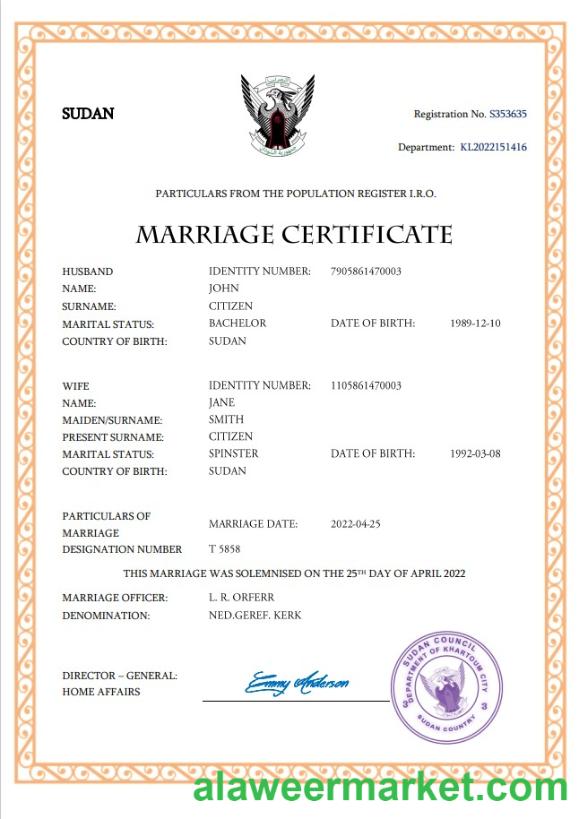 SUDAN
Registration No. S353635
Department: KL2022151416
PARTICULARS FROM THE POPULATION REGISTER I.R.O.
MARRIAGE CERTIFICATE
HUSBAND IDENTITY NUMBER: 7905861470003
NAME: JOHN
SURNAME: CITIZEN
MARITAL STATUS: BACHELOR DATE OF BIRTH: 1989-12-10
COUNTRY OF BIRTH: SUDAN
WIFE IDENTITY NUMBER: 1105861470003
NAME: JANE
MAIDEN/SURNAME: SMITH
PRESENT SURNAME: CITIZEN
MARITAL STATUS: SPINSTER DATE OF BIRTH: 1992-03-08
COUNTRY OF BIRTH: SUDAN
PARTICULARS OF
MARRIAGE MARRIAGE DATE: 2022-04-25
DESIGNATION NUMBER T 5858
THIS MARRIAGE WAS SOLEMNISED ON THE 25TH DAY OF APRIL 2022
MARRIAGE OFFICER: L. R. ORFERR
DENOMINATION: NED.GEREF. KERK
DIRECTOR – GENERAL:
HOME AFFAIRS
Emmy Anderson
SUDAN COUNCIL
DEPARTMENT OF KHARTOUM CITY
3 3
SUDAN COUNTRY
alaweermarket.com